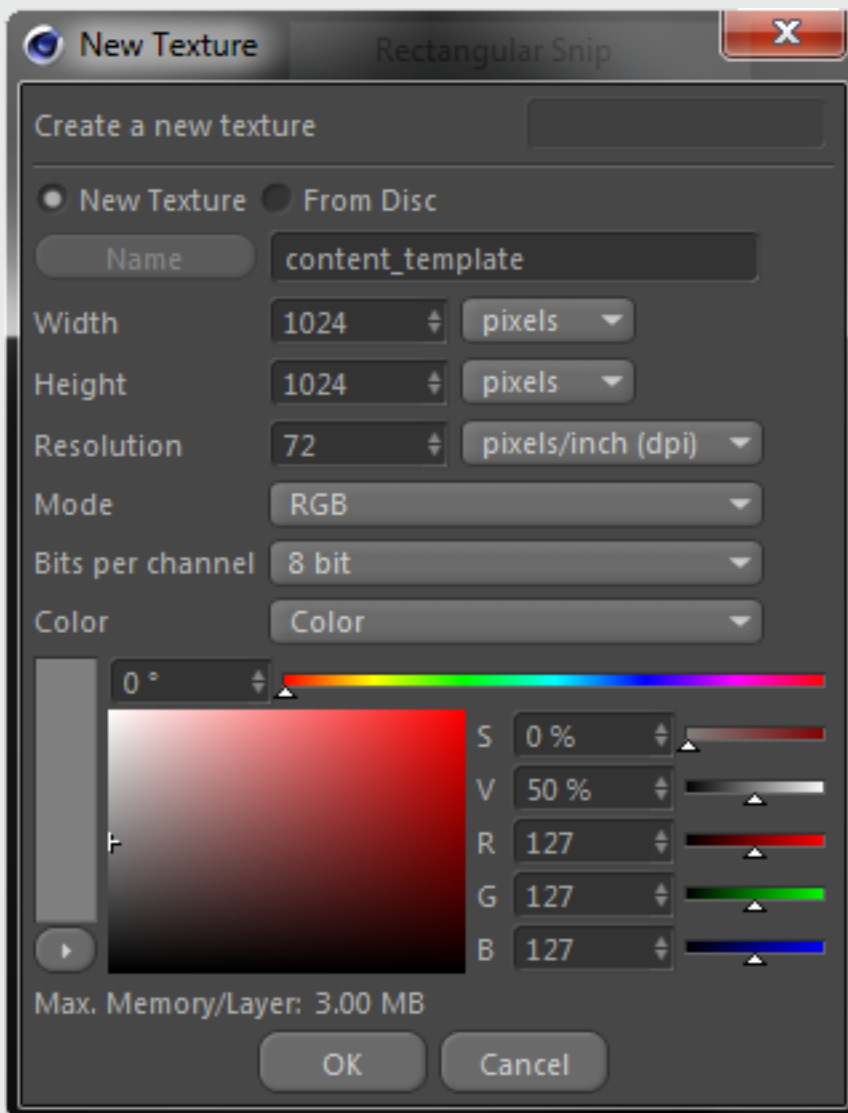 New Texture Rectangular Snip X
Create a new texture
New Texture From Disc
Name content_template
Width 1024 pixels
Height 1024 pixels
Resolution 72 pixels/inch (dpi)
Mode RGB
Bits per channel 8 bit
Color Color
0 °
S 0 %
V 50 %
R 127
G 127
B 127
Max. Memory/Layer: 3.00 MB
OK Cancel